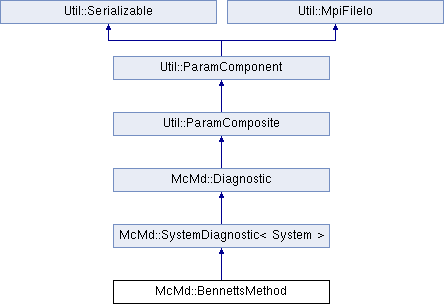 Util::Serializable
Util::MpiFileIo
Util::ParamComponent
Util::ParamComposite
McMd::Diagnostic
McMd::SystemDiagnostic< System >
McMd::BennettsMethod